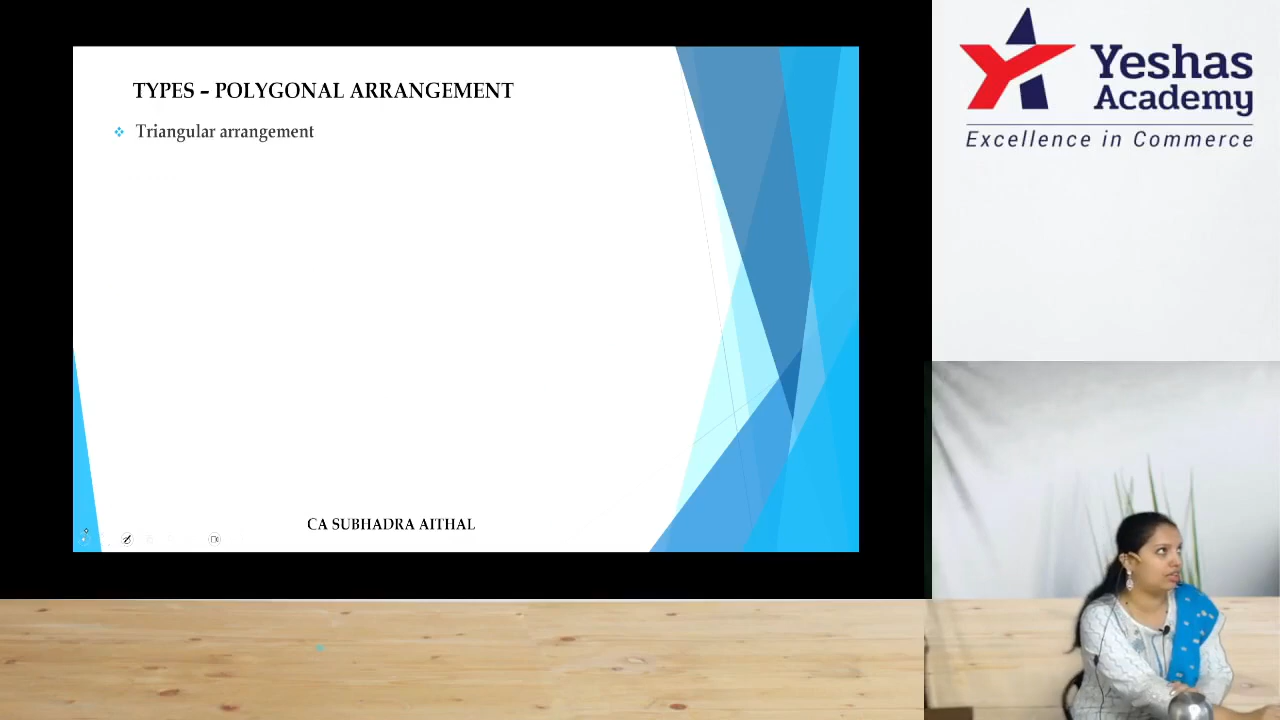 TYPES – POLYGONAL ARRANGEMENT
Triangular arrangement
CA SUBHADRA AITHAL
Yeshas
Academy
Excellence in Commerce